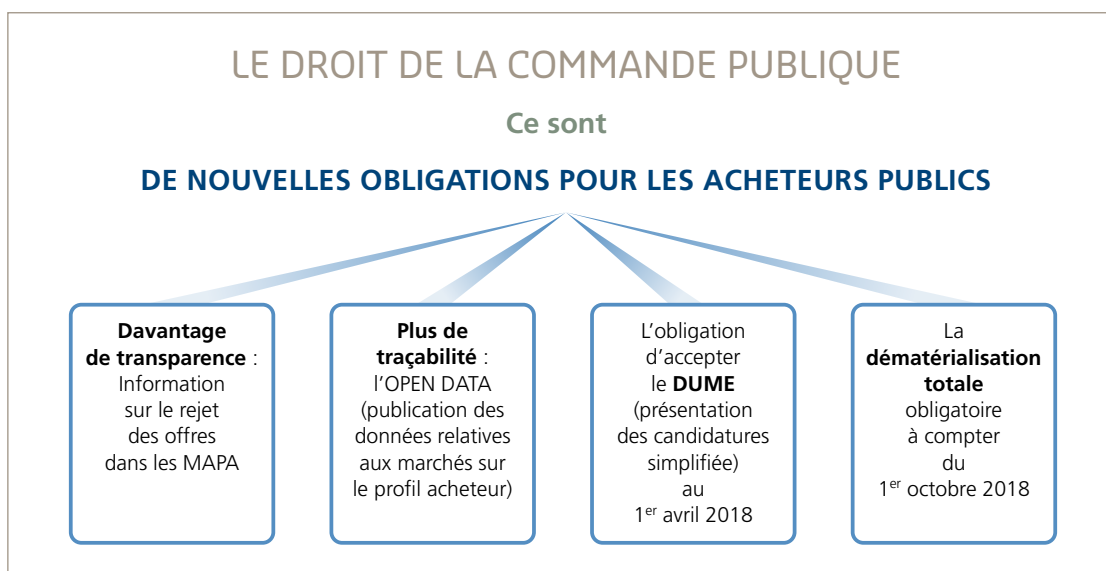 LE DROIT DE LA COMMANDE PUBLIQUE
Ce sont
DE NOUVELLES OBLIGATIONS POUR LES ACHETEURS PUBLICS
Davantage
de transparence :
Information
sur le rejet
des offres
dans les MAPA
Plus de
traçabilité :
l’OPEN DATA
(publication des
données relatives
aux marchés sur
le profil acheteur)
L’obligation
d’accepter
le DUME
(présentation
des candidatures
simplifiée)
au
1er avril 2018
La
dématérialisation
totale
obligatoire
à compter
du
1er octobre 2018